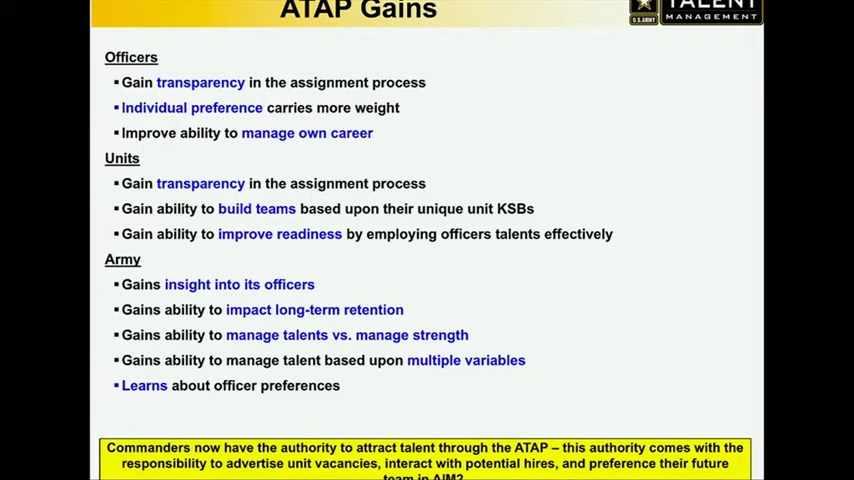 ATAP Gains
TALENT
MANAGEMENT
U.S.ARMY
Officers
▪Gain transparency in the assignment process
▪Individual preference carries more weight
▪Improve ability to manage own career
Units
▪Gain transparency in the assignment process
▪Gain ability to build teams based upon their unique unit KSBs
▪Gain ability to improve readiness by employing officers talents effectively
Army
▪Gains insight into its officers
▪Gains ability to impact long-term retention
▪Gains ability to manage talents vs. manage strength
▪Gains ability to manage talent based upon multiple variables
▪Learns about officer preferences
Commanders now have the authority to attract talent through the ATAP – this authority comes with the
responsibility to advertise unit vacancies, interact with potential hires, and preference their future
team in AIM2